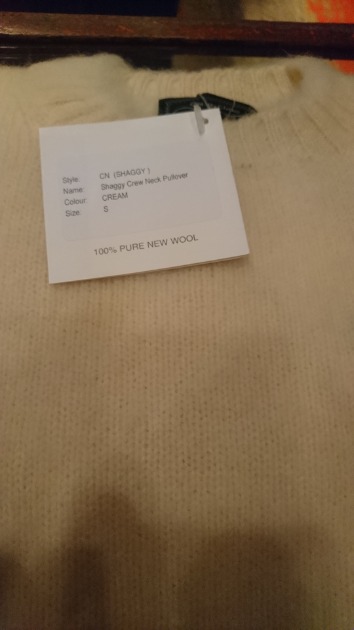 Style: CN (SHAGGY )
Name: Shaggy Crew Neck Pullover
Colour: CREAM
Size: S
100% PURE NEW WOOL